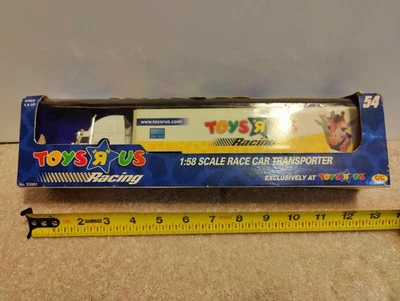 54
www.toysrus.com
TOYS R US
Racing
TOYS R US
Racing
1:58 SCALE RACE CAR TRANSPORTER
EXCLUSIVELY AT TOYS R US
2 3 4 5 6 7 8 9 10 11 12 13